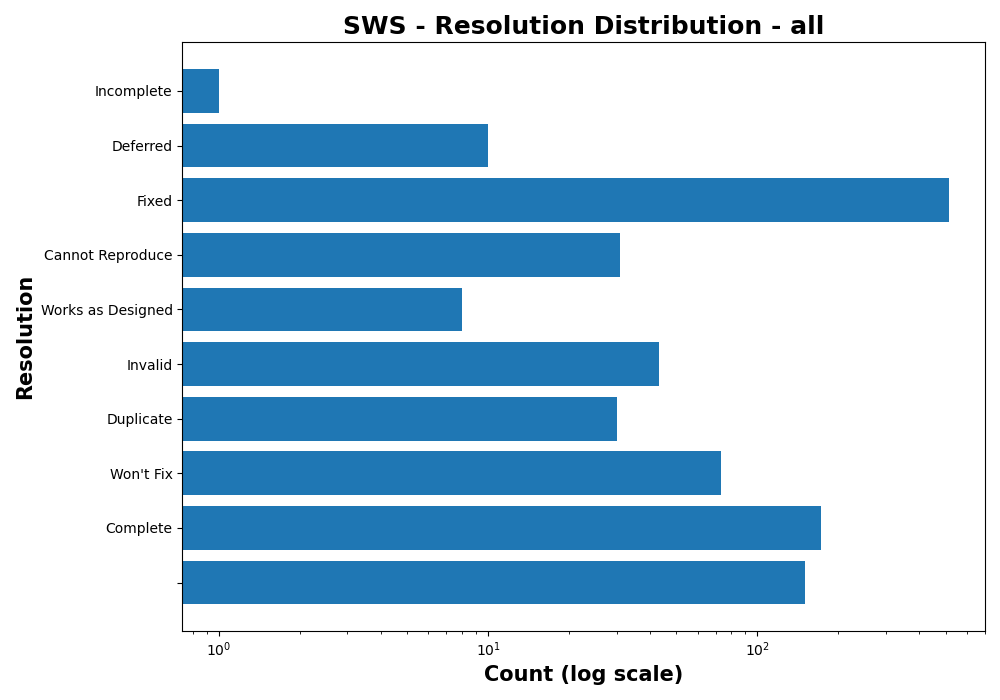 SWS - Resolution Distribution - all
Incomplete
Deferred
Fixed
Cannot Reproduce
Works as Designed
Invalid
Duplicate
Won't Fix
Complete
Resolution
10⁰ 10¹ 10²
Count (log scale)